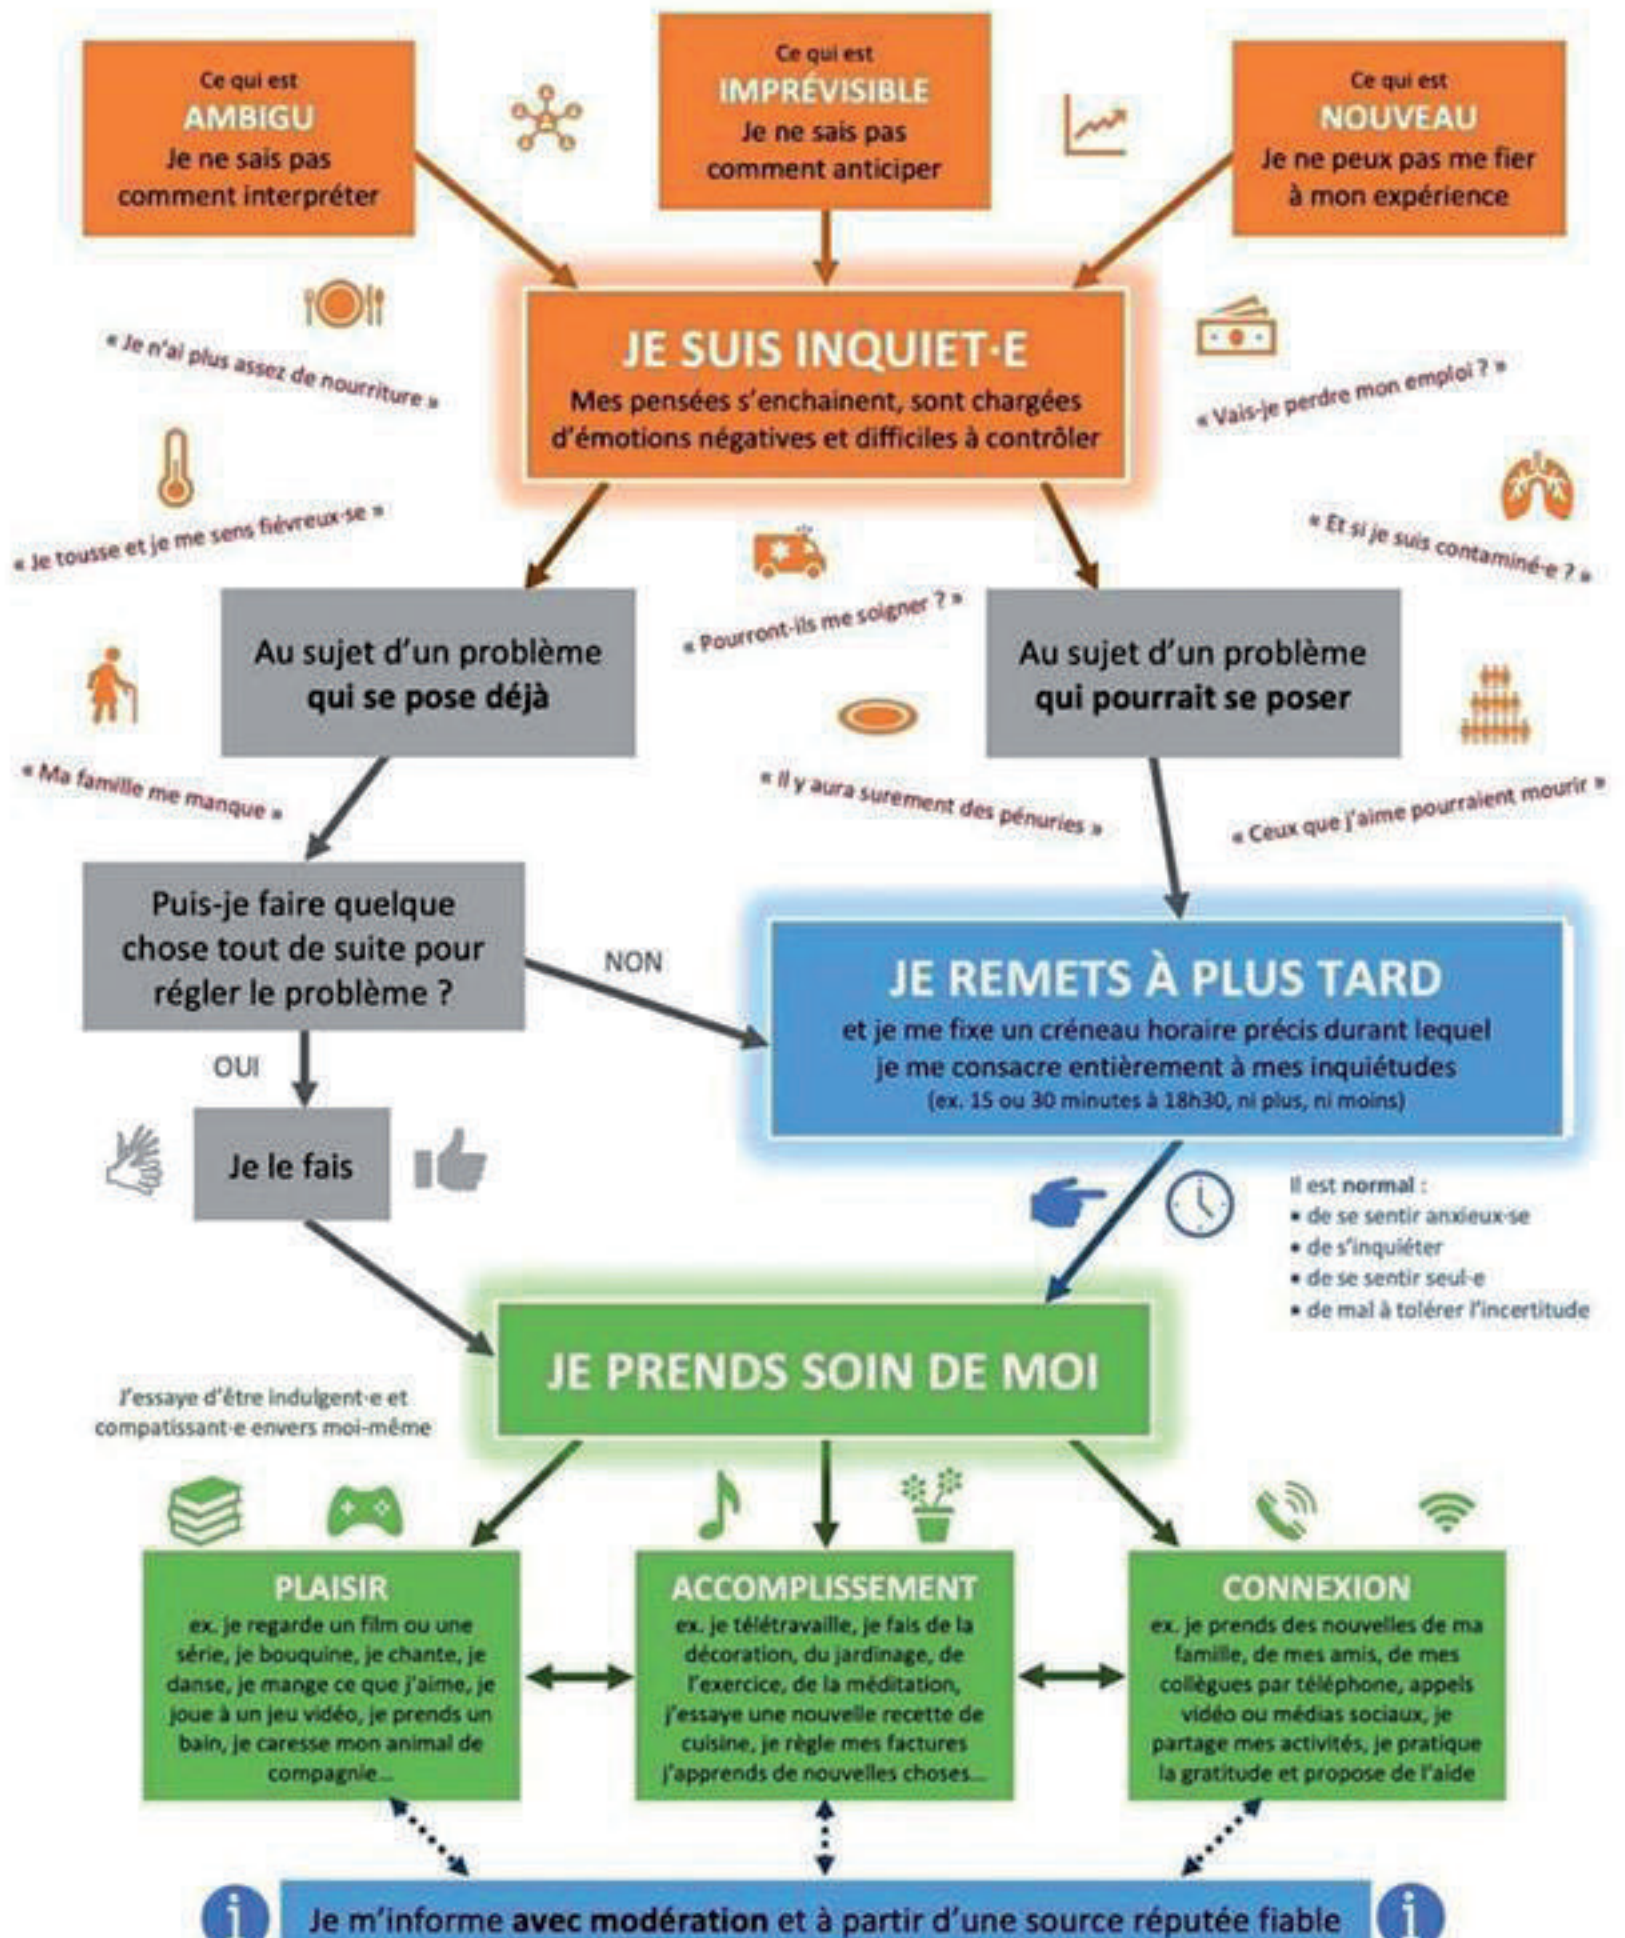 Ce qui est
AMBIGU
Je ne sais pas
comment interpréter
Ce qui est
IMPRÉVISIBLE
Je ne sais pas
comment anticiper
Ce qui est
NOUVEAU
Je ne peux pas me fier
à mon expérience
JE SUIS INQUIET·E
Mes pensées s'enchainent, sont chargées
d'émotions négatives et difficiles à contrôler
« Je n'ai plus assez de nourriture »
« Vais-je perdre mon emploi ? »
« Je tousse et je me sens fiévreux·se »
« Et si je suis contaminé·e ? »
« Pourront-ils me soigner ? »
Au sujet d'un problème
qui se pose déjà
Au sujet d'un problème
qui pourrait se poser
« Ma famille me manque »
« Il y aura surement des pénuries »
« Ceux que j'aime pourraient mourir »
Puis-je faire quelque
chose tout de suite pour
régler le problème ?
NON
OUI
Je le fais
JE REMETS À PLUS TARD
et je me fixe un créneau horaire précis durant lequel
je me consacre entièrement à mes inquiétudes
(ex. 15 ou 30 minutes à 18h30, ni plus, ni moins)
Il est normal :
• de se sentir anxieux·se
• de s'inquiéter
• de se sentir seul·e
• de mal à tolérer l'incertitude
JE PRENDS SOIN DE MOI
J'essaye d'être indulgent·e et
compatissant·e envers moi-même
PLAISIR
ex. je regarde un film ou une
série, je bouquine, je chante, je
danse, je mange ce que j'aime, je
joue à un jeu vidéo, je prends un
bain, je caresse mon animal de
compagnie...
ACCOMPLISSEMENT
ex. je télétravaille, je fais de la
décoration, du jardinage, de
l'exercice, de la méditation,
j'essaye une nouvelle recette de
cuisine, je règle mes factures
j'apprends de nouvelles choses...
CONNEXION
ex. je prends des nouvelles de ma
famille, de mes amis, de mes
collègues par téléphone, appels
vidéo ou médias sociaux, je
partage mes activités, je pratique
la gratitude et propose de l'aide
i
Je m'informe avec modération et à partir d'une source réputée fiable
i